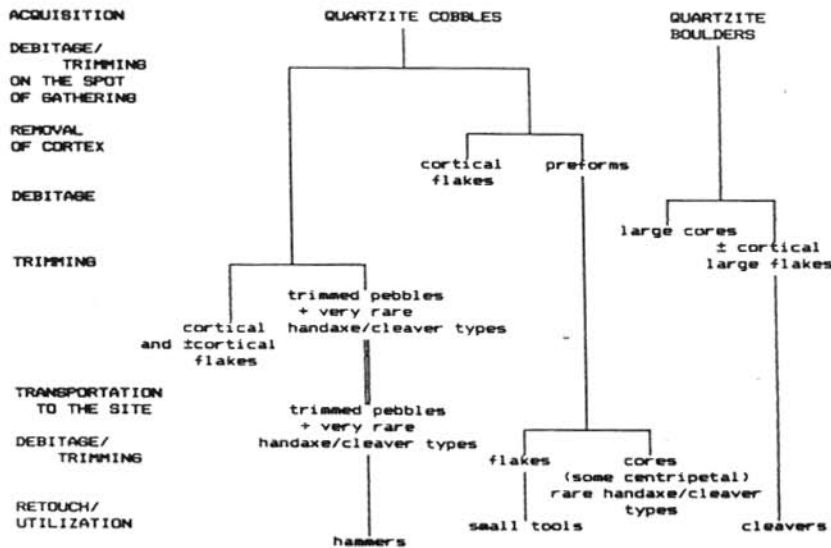 ACQUISITION
QUARTZITE COBBLES
QUARTZITE
BOULDERS
DEBITAGE/
TRIMMING
ON THE SPOT
OF GATHERING
REMOVAL
OF CORTEX
cortical
flakes
preforms
DEBITAGE
large cores
± cortical
large flakes
TRIMMING
cortical
and ±cortical
flakes
trimmed pebbles
+ very rare
handaxe/cleaver types
TRANSPORTATION
TO THE SITE
trimmed pebbles
+ very rare
handaxe/cleaver types
DEBITAGE/
TRIMMING
flakes
cores
(some centripetal)
rare handaxe/cleaver
types
RETOUCH/
UTILIZATION
hammers
small tools
cleavers